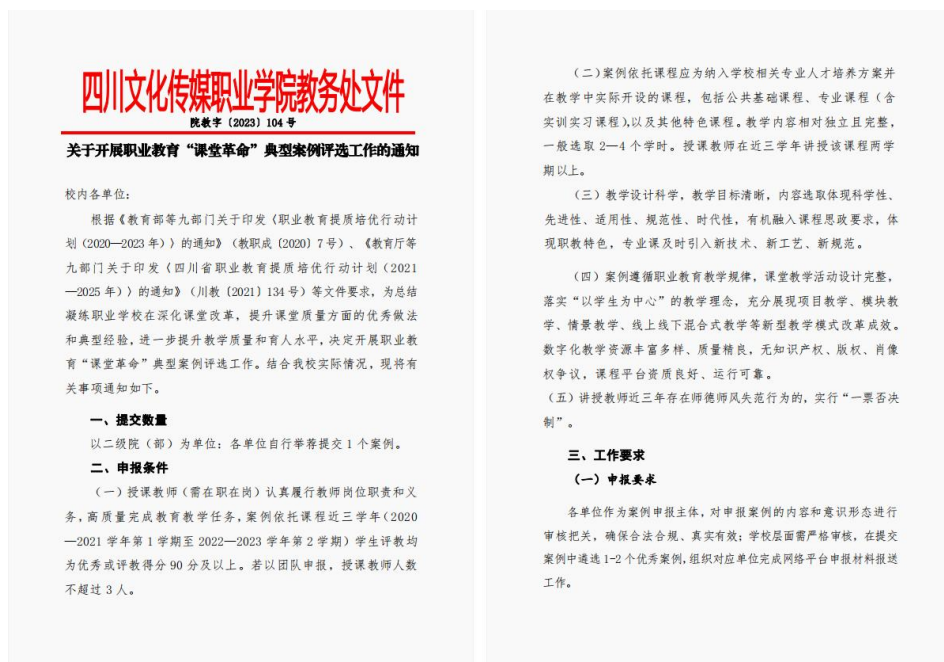 四川文化传媒职业学院教务处文件
院教字〔2023〕104 号
关于开展职业教育“课堂革命”典型案例评选工作的通知
校内各单位：
根据《教育部等九部门关于印发〈职业教育提质培优行动计
划（2020—2023 年）〉的通知》（教职成〔2020〕7 号）、《教育厅等
九部门关于印发〈四川省职业教育提质培优行动计划（2021
—2025 年）〉的通知》（川教〔2021〕134 号）等文件要求，为总结
凝练职业学校在深化课堂改革，提升课堂质量方面的优秀做法
和典型经验，进一步提升教学质量和育人水平，决定开展职业教
育“课堂革命”典型案例评选工作。结合我校实际情况，现将有
关事项通知如下。
一、提交数量
以二级院（部）为单位：各单位自行举荐提交 1 个案例。
二、申报条件
（一）授课教师（需在职在岗）认真履行教师岗位职责和义
务，高质量完成教育教学任务，案例依托课程近三学年（2020
—2021 学年第 1 学期至 2022—2023 学年第 2 学期）学生评教均
为优秀或评教得分 90 分及以上。若以团队申报，授课教师人数
不超过 3 人。
（二）案例依托课程应为纳入学校相关专业人才培养方案并
在教学中实际开设的课程，包括公共基础课程、专业课程（含
实训实习课程），以及其他特色课程。教学内容相对独立且完整，
一般选取 2—4 个学时。授课教师在近三学年讲授该课程两学
期以上。
（三）教学设计科学，教学目标清晰，内容选取体现科学性、
先进性、适用性、规范性、时代性，有机融入课程思政要求，体
现职教特色，专业课及时引入新技术、新工艺、新规范。
（四）案例遵循职业教育教学规律，课堂教学活动设计完整，
落实“以学生为中心”的教学理念，充分展现项目教学、模块教
学、情景教学、线上线下混合式教学等新型教学模式改革成效。
数字化教学资源丰富多样、质量精良，无知识产权、版权、肖像
权争议，课程平台资质良好、运行可靠。
（五）讲授教师近三年存在师德师风失范行为的，实行“一票否决
制”。
三、工作要求
（一）申报要求
各单位作为案例申报主体，对申报案例的内容和意识形态进行
审核把关，确保合法合规、真实有效；学校层面需严格审核，在提交
案例中遴选 1-2 个优秀案例，组织对应单位完成网络平台申报材料报送
工作。